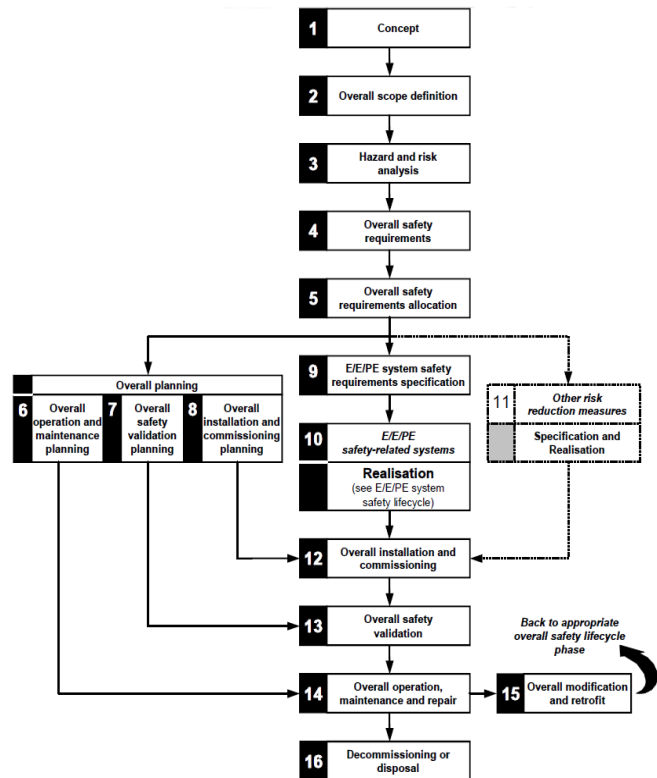 1
Concept
2
Overall scope definition
3
Hazard and risk
analysis
4
Overall safety
requirements
5
Overall safety
requirements allocation
Overall planning
6
Overall
operation and
maintenance
planning
7
Overall
safety
validation
planning
8
Overall
installation and
commissioning
planning
9
E/E/PE system safety
requirements specification
10
E/E/PE
safety-related systems
Realisation
(see E/E/PE system
safety lifecycle)
11
Other risk
reduction measures
Specification and
Realisation
12
Overall installation and
commissioning
13
Overall safety
validation
Back to appropriate
overall safety lifecycle
phase
14
Overall operation,
maintenance and repair
15
Overall modification
and retrofit
16
Decommissioning or
disposal